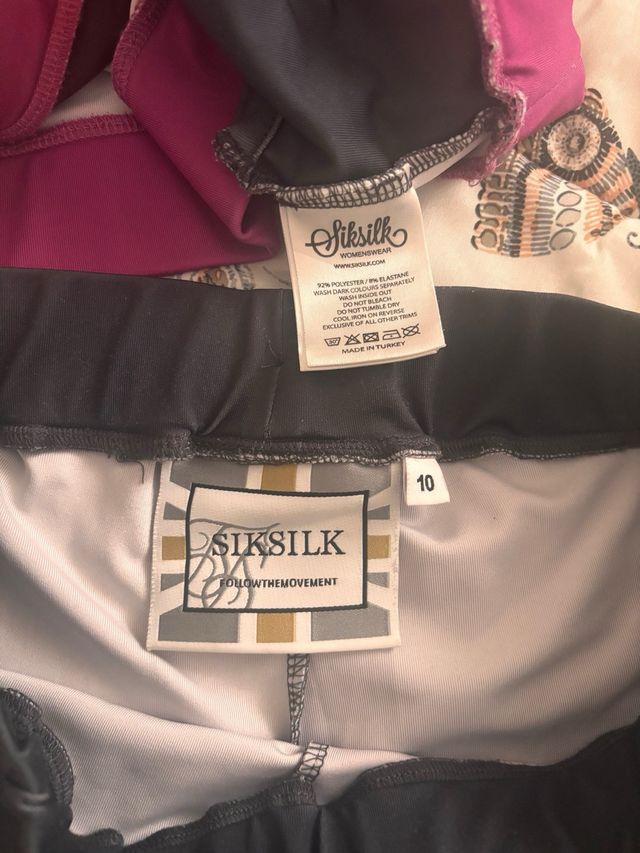 Siksilk
WOMENSWEAR
WWW.SIKSILK.COM
92% POLYESTER / 8% ELASTANE
WASH DARK COLOURS SEPARATELY
WASH INSIDE OUT
DO NOT BLEACH
DO NOT TUMBLE DRY
COOL IRON ON REVERSE
EXCLUSIVE OF ALL OTHER TRIMS
30°
MADE IN TURKEY
10
SIKSILK
FOLLOWTHEMOVEMENT